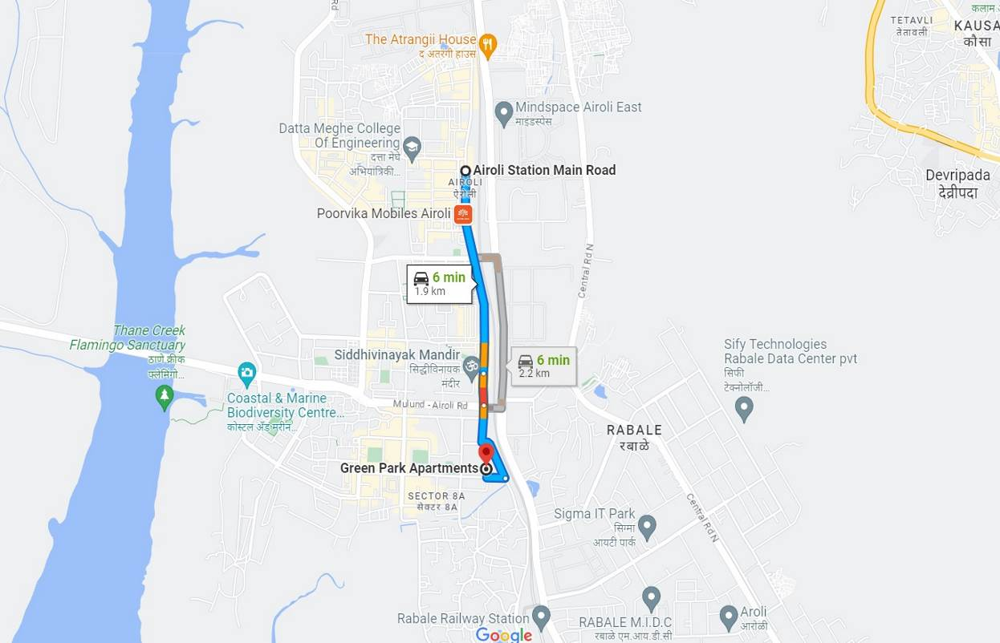 Rd
TETAVLI
तेतावली
कलाम
KAUSA
कौसा
The Atrangii House
द अतरंगी हाउस
Mindspace Airoli East
माइंडस्पेस
Datta Meghe College
Of Engineering
दत्ता मेघे
अभियांत्रिकी...
Airoli Station Main Road
AIROLI
ऐरोली
Devripada
देव्रीपदा
Poorvika Mobiles Airoli
Central Rd N
6 min
1.9 km
Thane Creek
Flamingo Sanctuary
ठाणे क्रीक
फ्लेमिंगो...
Siddhivinayak Mandir
सिद्धीविनायक
मंदीर
6 min
2.2 km
Sify Technologies
Rabale Data Center pvt
सिफी
टेक्नोलॉजी...
Coastal & Marine
Biodiversity Centre...
कोस्टल अँड मरीन...
Mulund - Airoli Rd
RABALE
रबाळे
Green Park Apartments
SECTOR 8A
सेक्टर 8A
Sigma IT Park
सिग्मा
आयटी पार्क
Central Rd N
Rabale Railway Station
RABALE M.I.D.C
रबाळे एम.आय.डी.सी
Aroli
आरोळी
Google